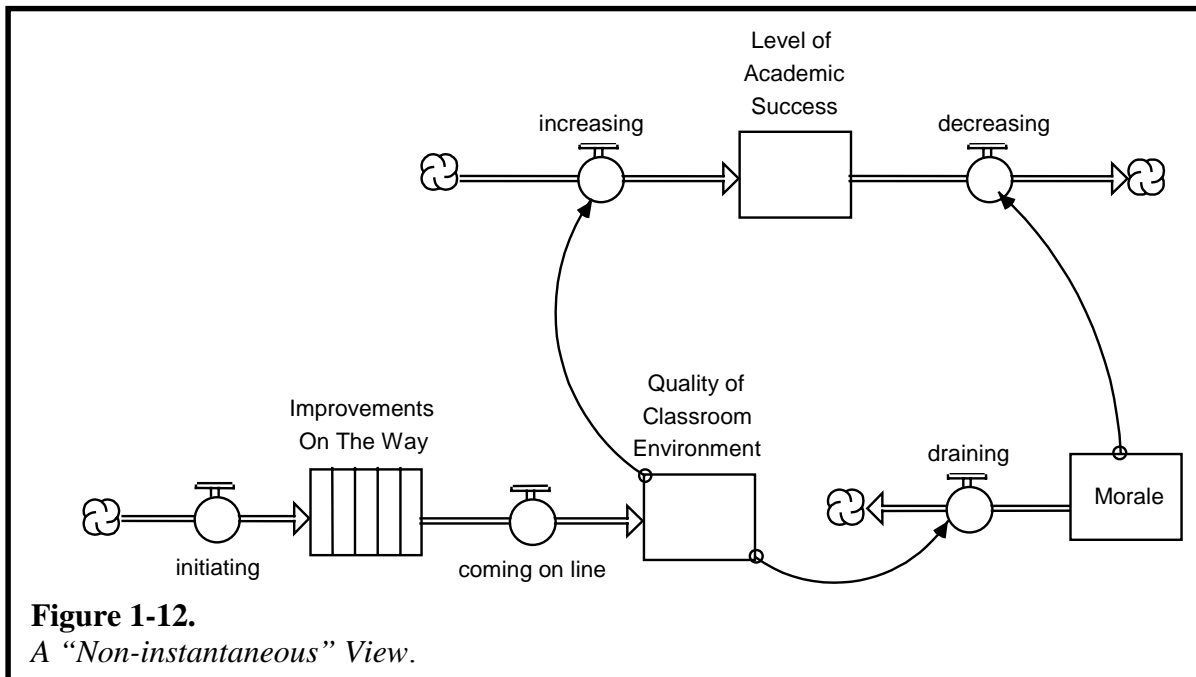 Level of
Academic
Success
increasing
decreasing
Quality of
Classroom
Environment
Improvements
On The Way
draining
Morale
initiating
coming on line
Figure 1-12.
A “Non-instantaneous” View.